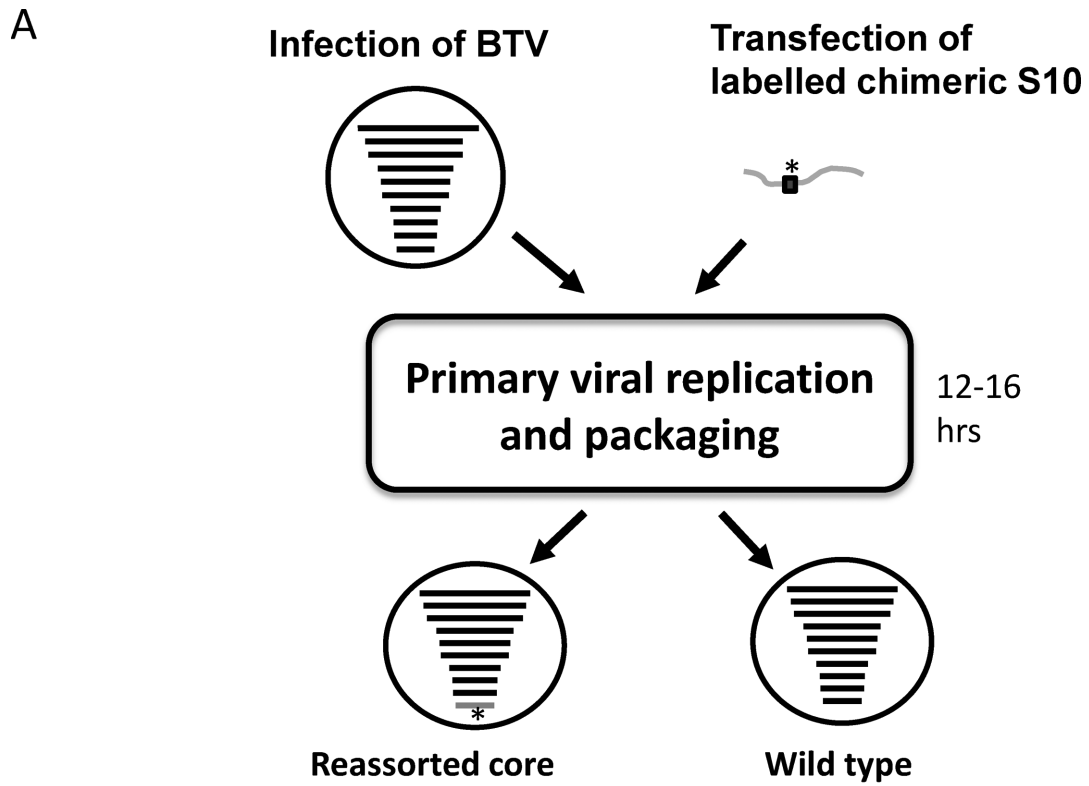 A
Infection of BTV
Transfection of
labelled chimeric S10
*
Primary viral replication
and packaging
12-16
hrs
*
Reassorted core
Wild type